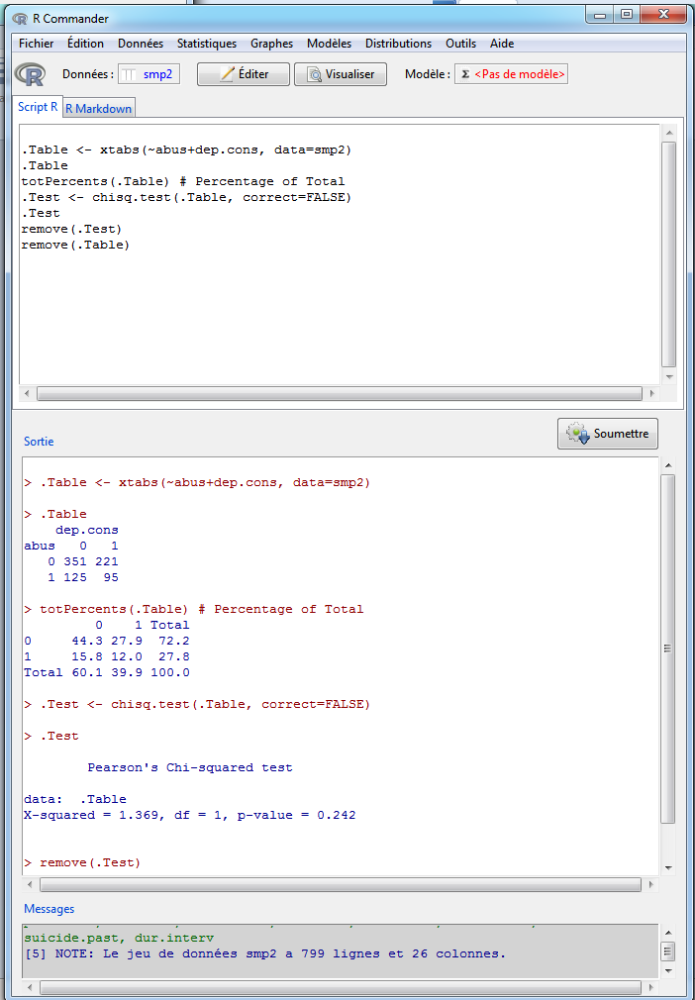 R Commander
Fichier Édition Données Statistiques Graphes Modèles Distributions Outils Aide
R Données : smp2 Éditer Visualiser Modèle : Σ <Pas de modèle>
Script R R Markdown
.Table <- xtabs(~abus+dep.cons, data=smp2)
.Table
totPercents(.Table) # Percentage of Total
.Test <- chisq.test(.Table, correct=FALSE)
.Test
remove(.Test)
remove(.Table)
Soumettre
Sortie
> .Table <- xtabs(~abus+dep.cons, data=smp2)
> .Table
    dep.cons
abus   0   1
   0 351 221
   1 125  95
> totPercents(.Table) # Percentage of Total
         0    1 Total
0     44.3 27.9  72.2
1     15.8 12.0  27.8
Total 60.1 39.9 100.0
> .Test <- chisq.test(.Table, correct=FALSE)
> .Test
        Pearson's Chi-squared test
data:  .Table
X-squared = 1.369, df = 1, p-value = 0.242
> remove(.Test)
Messages
suicide.past, dur.interv
[5] NOTE: Le jeu de données smp2 a 799 lignes et 26 colonnes.